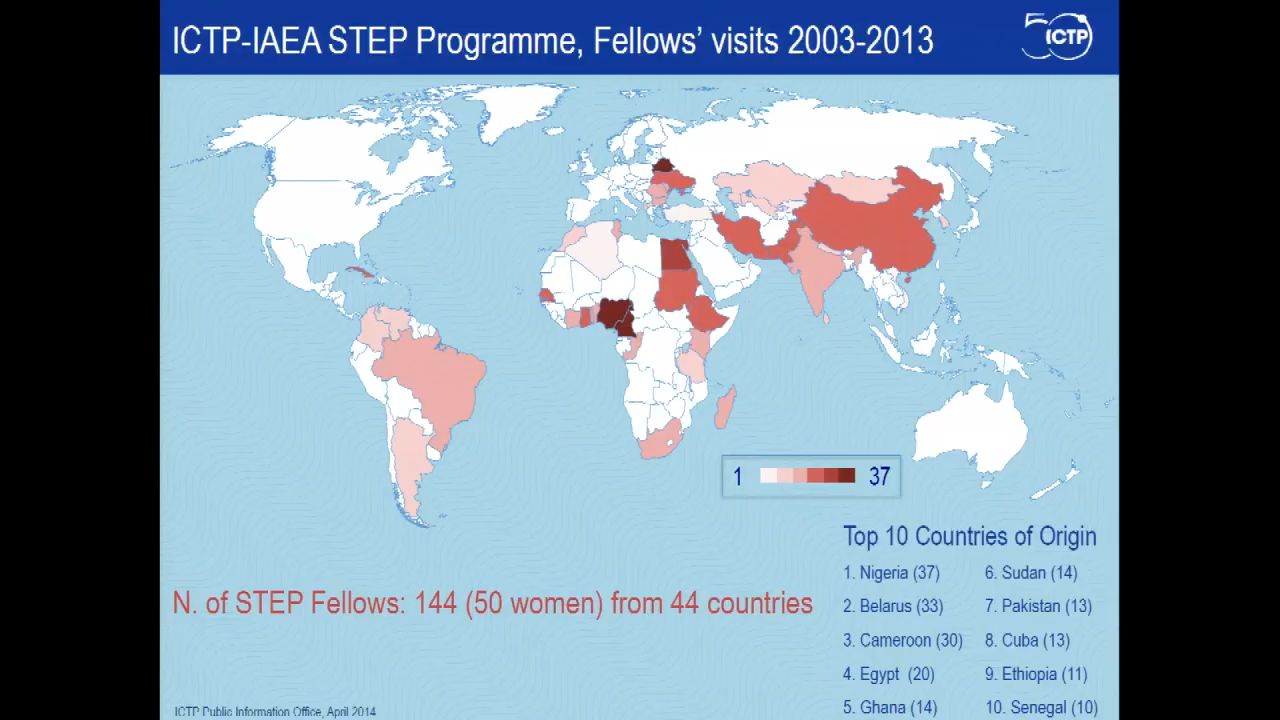 ICTP-IAEA STEP Programme, Fellows' visits 2003-2013
50 ICTP
1 37
Top 10 Countries of Origin
1. Nigeria (37)
2. Belarus (33)
3. Cameroon (30)
4. Egypt (20)
5. Ghana (14)
6. Sudan (14)
7. Pakistan (13)
8. Cuba (13)
9. Ethiopia (11)
10. Senegal (10)
N. of STEP Fellows: 144 (50 women) from 44 countries
ICTP Public Information Office, April 2014